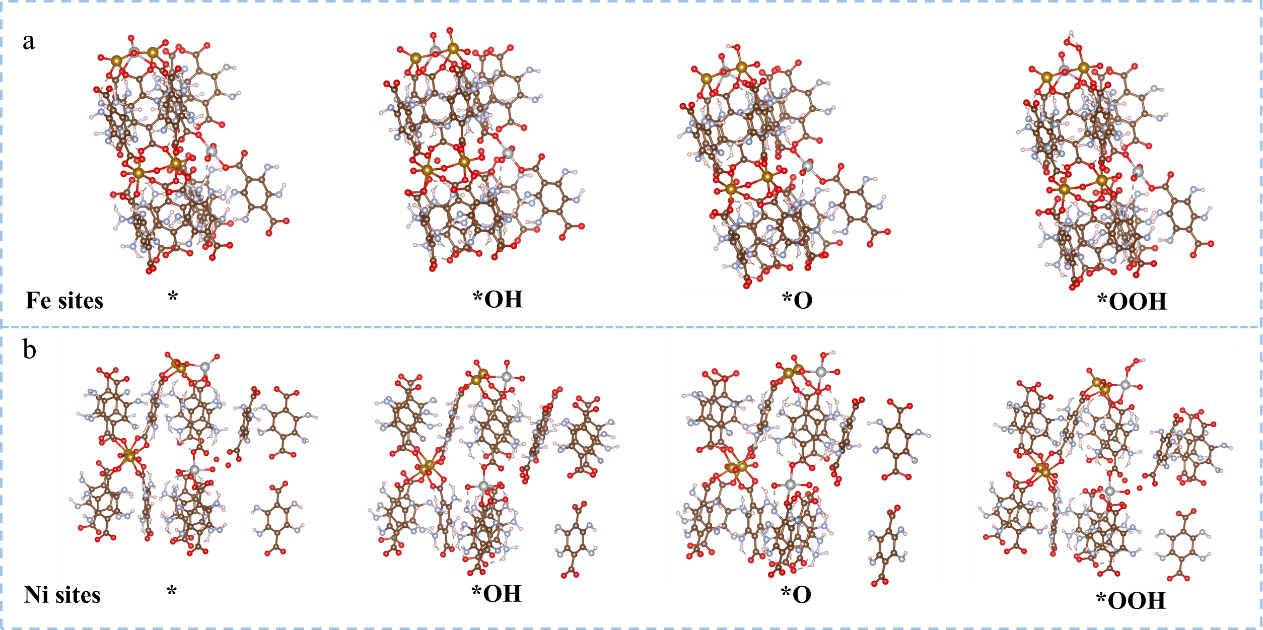 a
Fe sites * *OH *O *OOH
b
Ni sites * *OH *O *OOH